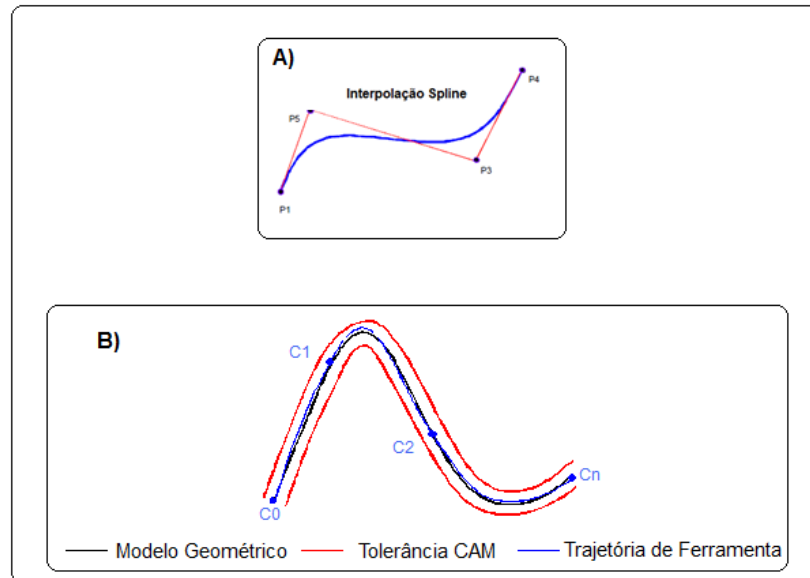 A)
Interpolação Spline
P4
P5
P3
P1
B)
C1
C2
Cn
C0
Modelo Geométrico
Tolerância CAM
Trajetória de Ferramenta